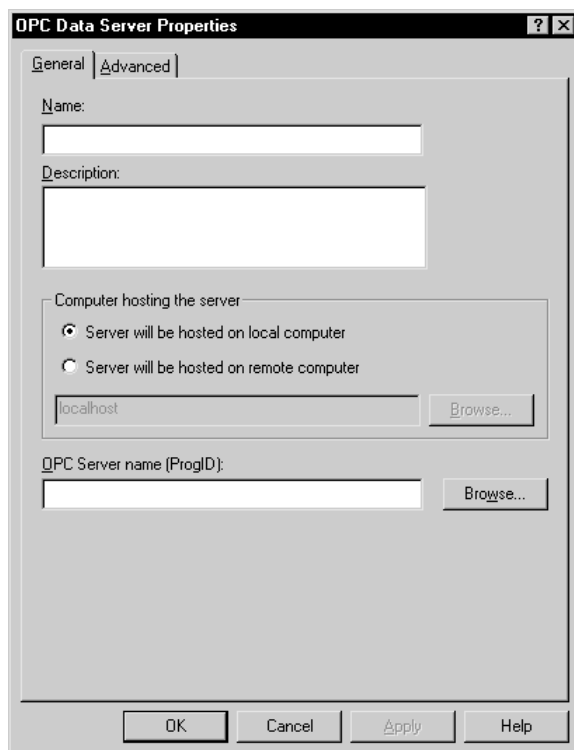 OPC Data Server Properties
General Advanced
Name:
Description:
Computer hosting the server
Server will be hosted on local computer
Server will be hosted on remote computer
localhost Browse...
OPC Server name (ProgID):
Browse...
OK Cancel Apply Help